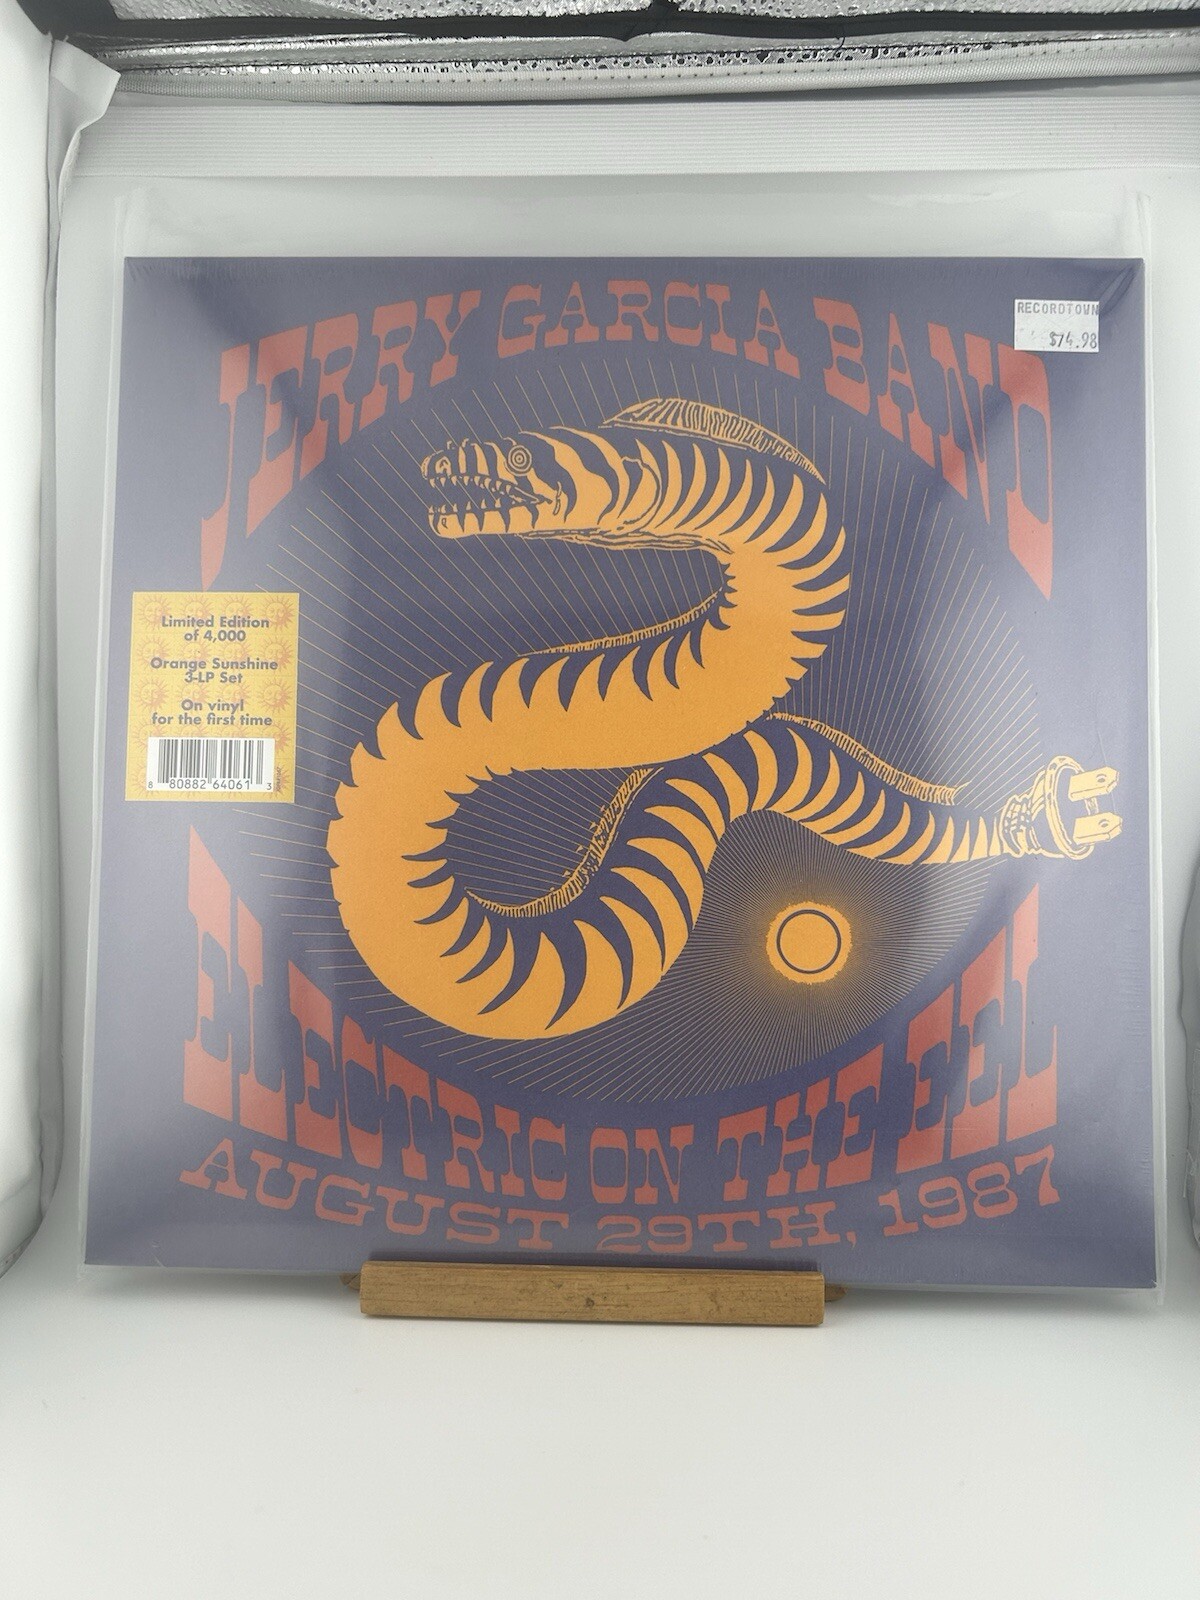 JERRY GARCIA BAND
RECORDTOWN
$74.98
Limited Edition
of 4,000
Orange Sunshine
3-LP Set
On vinyl
for the first time
8 80882 64061 3
ELECTRIC ON THE EEL
AUGUST 29TH, 1987